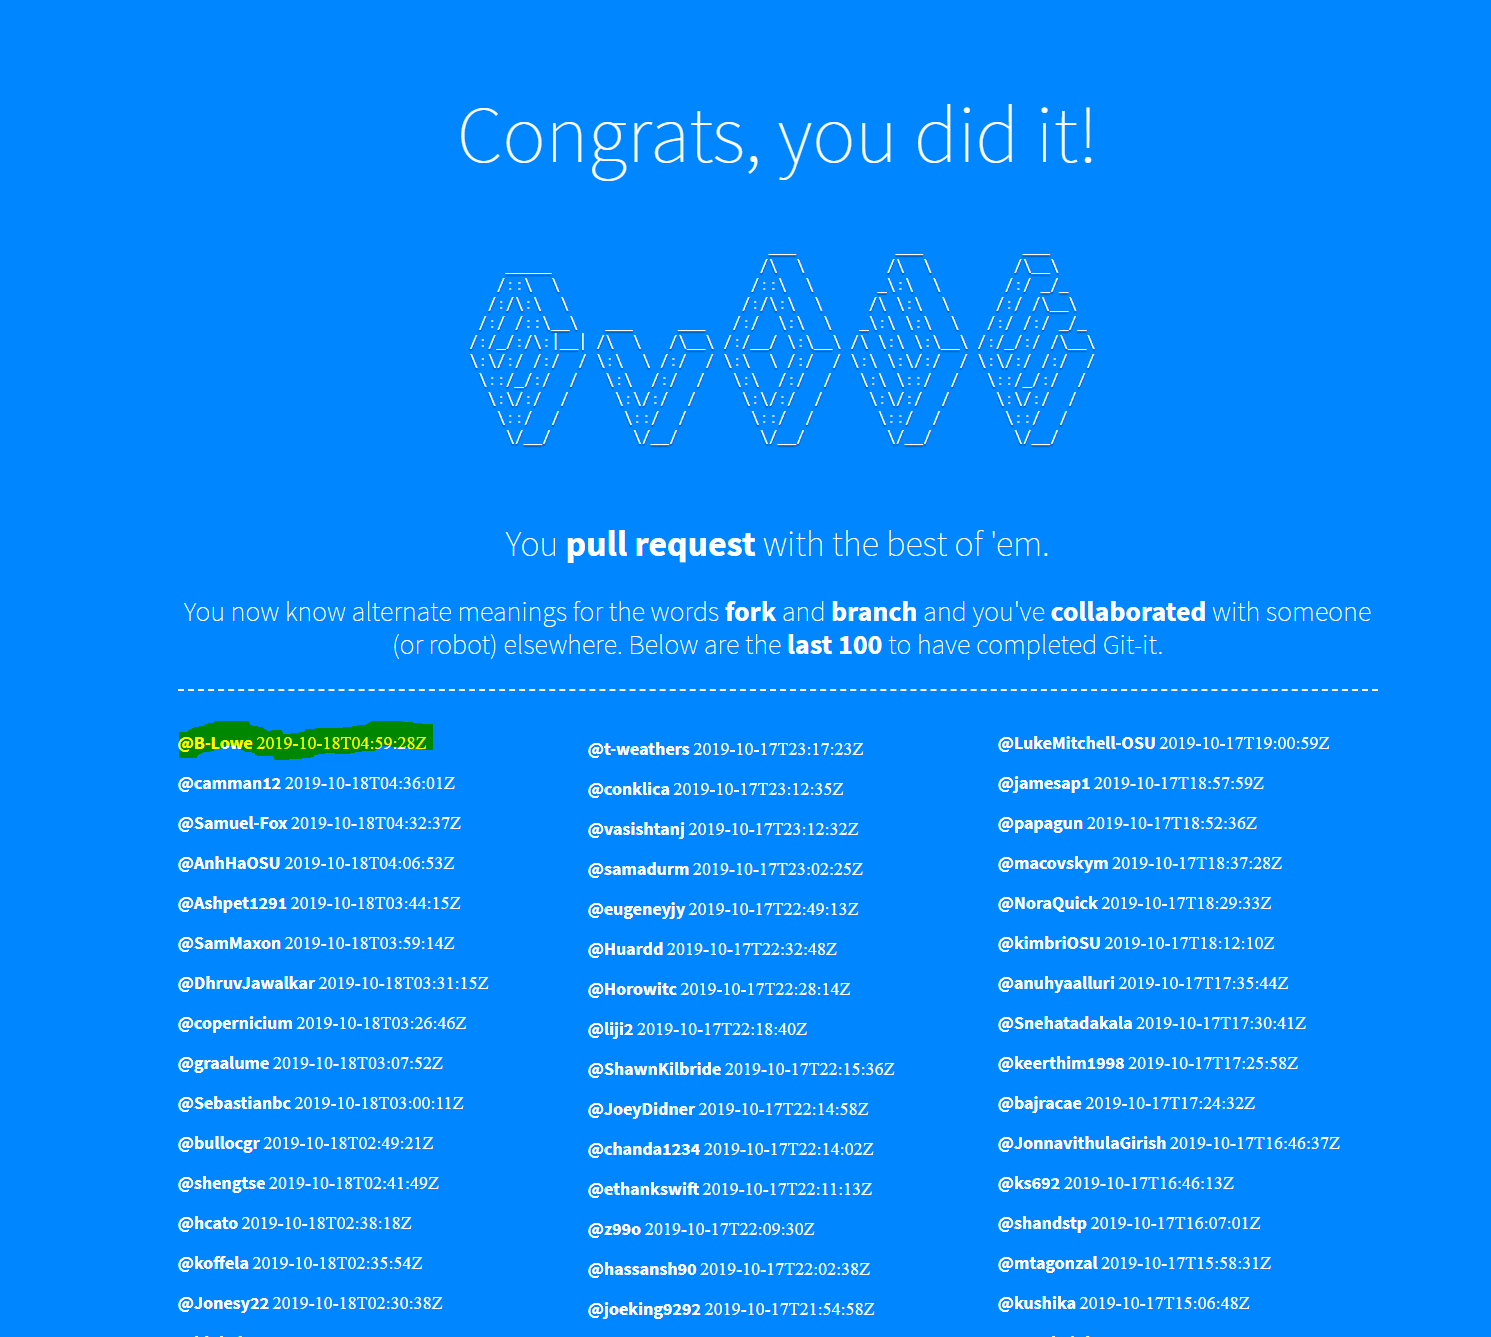 Congrats, you did it!
You pull request with the best of 'em.
You now know alternate meanings for the words fork and branch and you've collaborated with someone
(or robot) elsewhere. Below are the last 100 to have completed Git-it.
@B-Lowe 2019-10-18T04:59:28Z
@camman12 2019-10-18T04:36:01Z
@Samuel-Fox 2019-10-18T04:32:37Z
@AnhHaOSU 2019-10-18T04:06:53Z
@Ashpet1291 2019-10-18T03:44:15Z
@SamMaxon 2019-10-18T03:59:14Z
@DhruvJawalkar 2019-10-18T03:31:15Z
@copernicium 2019-10-18T03:26:46Z
@graalume 2019-10-18T03:07:52Z
@Sebastianbc 2019-10-18T03:00:11Z
@bullocgr 2019-10-18T02:49:21Z
@shengtse 2019-10-18T02:41:49Z
@hcato 2019-10-18T02:38:18Z
@koffela 2019-10-18T02:35:54Z
@Jonesy22 2019-10-18T02:30:38Z
@t-weathers 2019-10-17T23:17:23Z
@conklica 2019-10-17T23:12:35Z
@vasishtanj 2019-10-17T23:12:32Z
@samadurm 2019-10-17T23:02:25Z
@eugeneyjy 2019-10-17T22:49:13Z
@Huardd 2019-10-17T22:32:48Z
@Horowitc 2019-10-17T22:28:14Z
@liji2 2019-10-17T22:18:40Z
@ShawnKilbride 2019-10-17T22:15:36Z
@JoeyDidner 2019-10-17T22:14:58Z
@chanda1234 2019-10-17T22:14:02Z
@ethankswift 2019-10-17T22:11:13Z
@z99o 2019-10-17T22:09:30Z
@hassansh90 2019-10-17T22:02:38Z
@joeking9292 2019-10-17T21:54:58Z
@LukeMitchell-OSU 2019-10-17T19:00:59Z
@jamesap1 2019-10-17T18:57:59Z
@papagun 2019-10-17T18:52:36Z
@macovskym 2019-10-17T18:37:28Z
@NoraQuick 2019-10-17T18:29:33Z
@kimbriOSU 2019-10-17T18:12:10Z
@anuhyaalluri 2019-10-17T17:35:44Z
@Snehatadakala 2019-10-17T17:30:41Z
@keerthim1998 2019-10-17T17:25:58Z
@bajracae 2019-10-17T17:24:32Z
@JonnavithulaGirish 2019-10-17T16:46:37Z
@ks692 2019-10-17T16:46:13Z
@shandstp 2019-10-17T16:07:01Z
@mtagonzal 2019-10-17T15:58:31Z
@kushika 2019-10-17T15:06:48Z